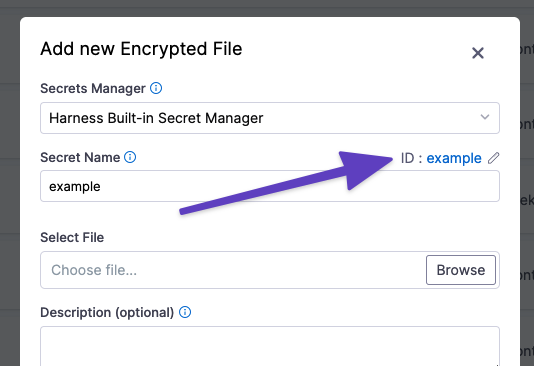 Add new Encrypted File
Secrets Manager
Harness Built-in Secret Manager
Secret Name ID : example
example
Select File
Choose file... Browse
Description (optional)